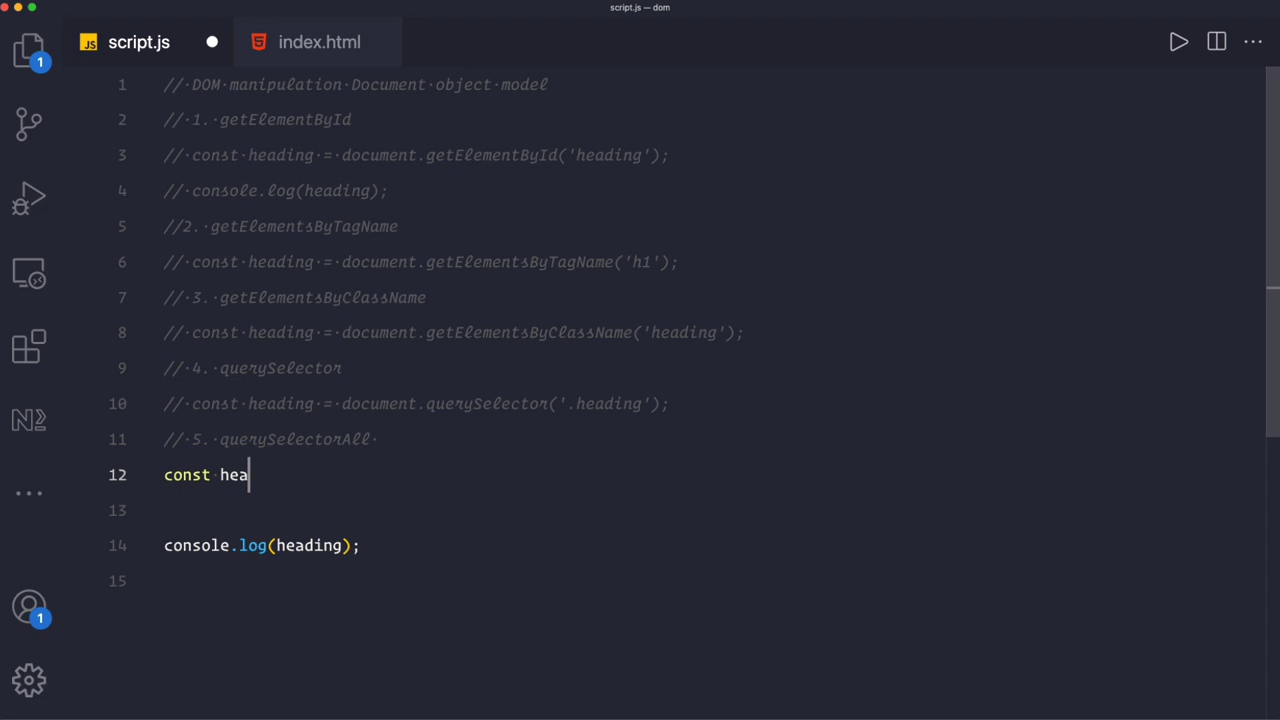 script.js — dom
JS script.js
5 index.html
1
1 // DOM manipulation Document object model
2 // 1. getElementById
3 // const heading = document.getElementById('heading');
4 // console.log(heading);
5 //2. getElementsByTagName
6 // const heading = document.getElementsByTagName('h1');
7 // 3. getElementsByClassName
8 // const heading = document.getElementsByClassName('heading');
9 // 4. querySelector
10 // const heading = document.querySelector('.heading');
11 // 5. querySelectorAll
12 const hea
13
14 console.log(heading);
15
1